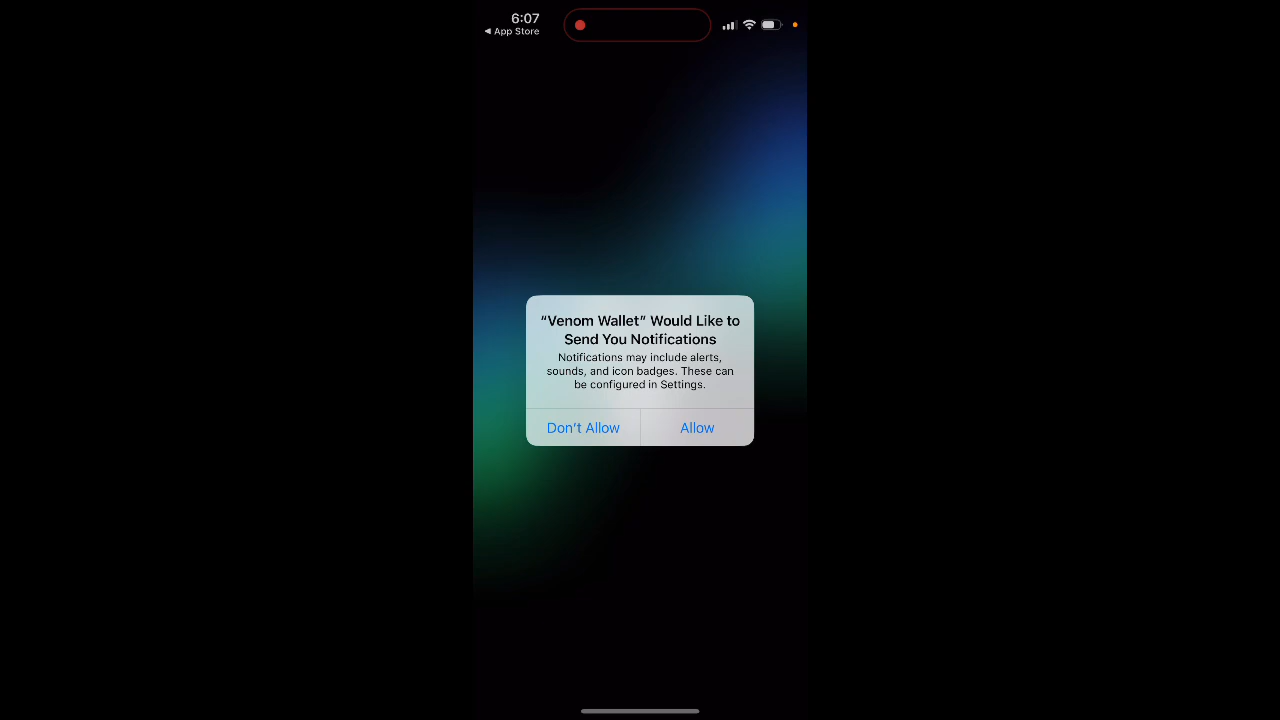 6:07
◀ App Store
“Venom Wallet” Would Like to
Send You Notifications
Notifications may include alerts,
sounds, and icon badges. These can
be configured in Settings.
Don’t Allow
Allow